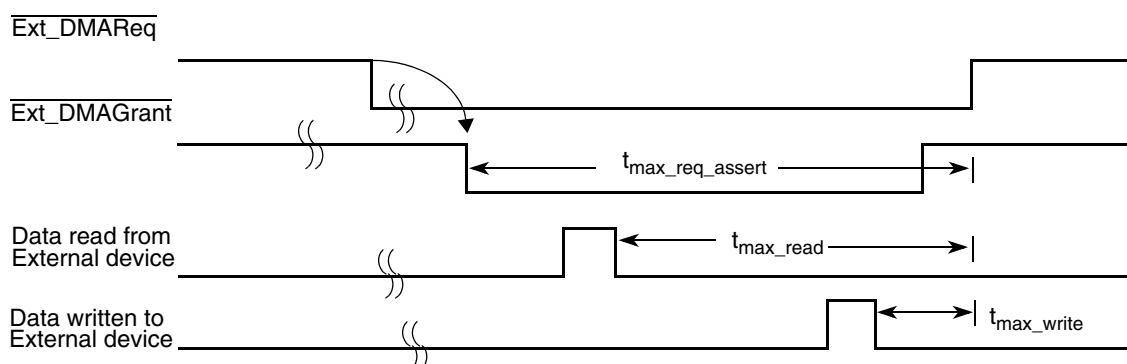 Ext_DMAReq
Ext_DMAGrant
t_max_req_assert
Data read from
External device
t_max_read
Data written to
External device
t_max_write